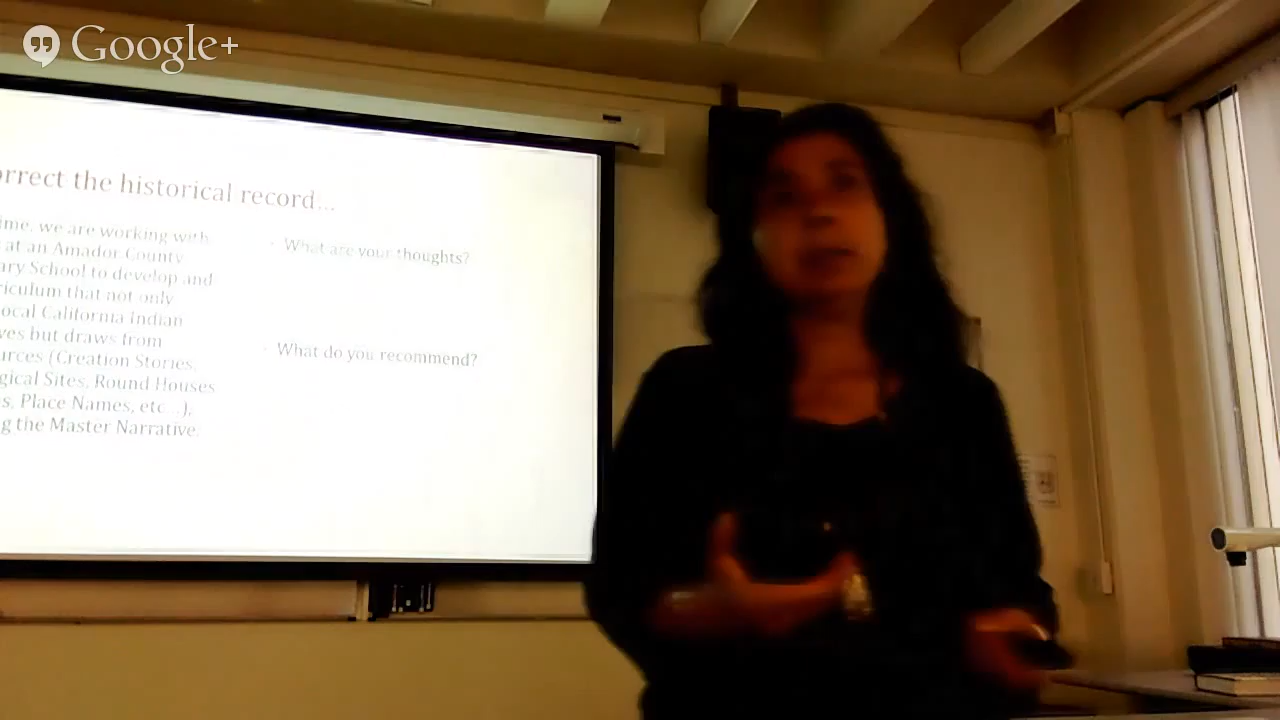 Google+
orrect the historical record...
ime, we are working with
at an Amador County
ary School to develop and
riculum that not only
ocal California Indian
ves but draws from
urces (Creation Stories,
gical Sites, Round Houses
s, Place Names, etc...),
g the Master Narrative.
- What are your thoughts?
- What do you recommend?